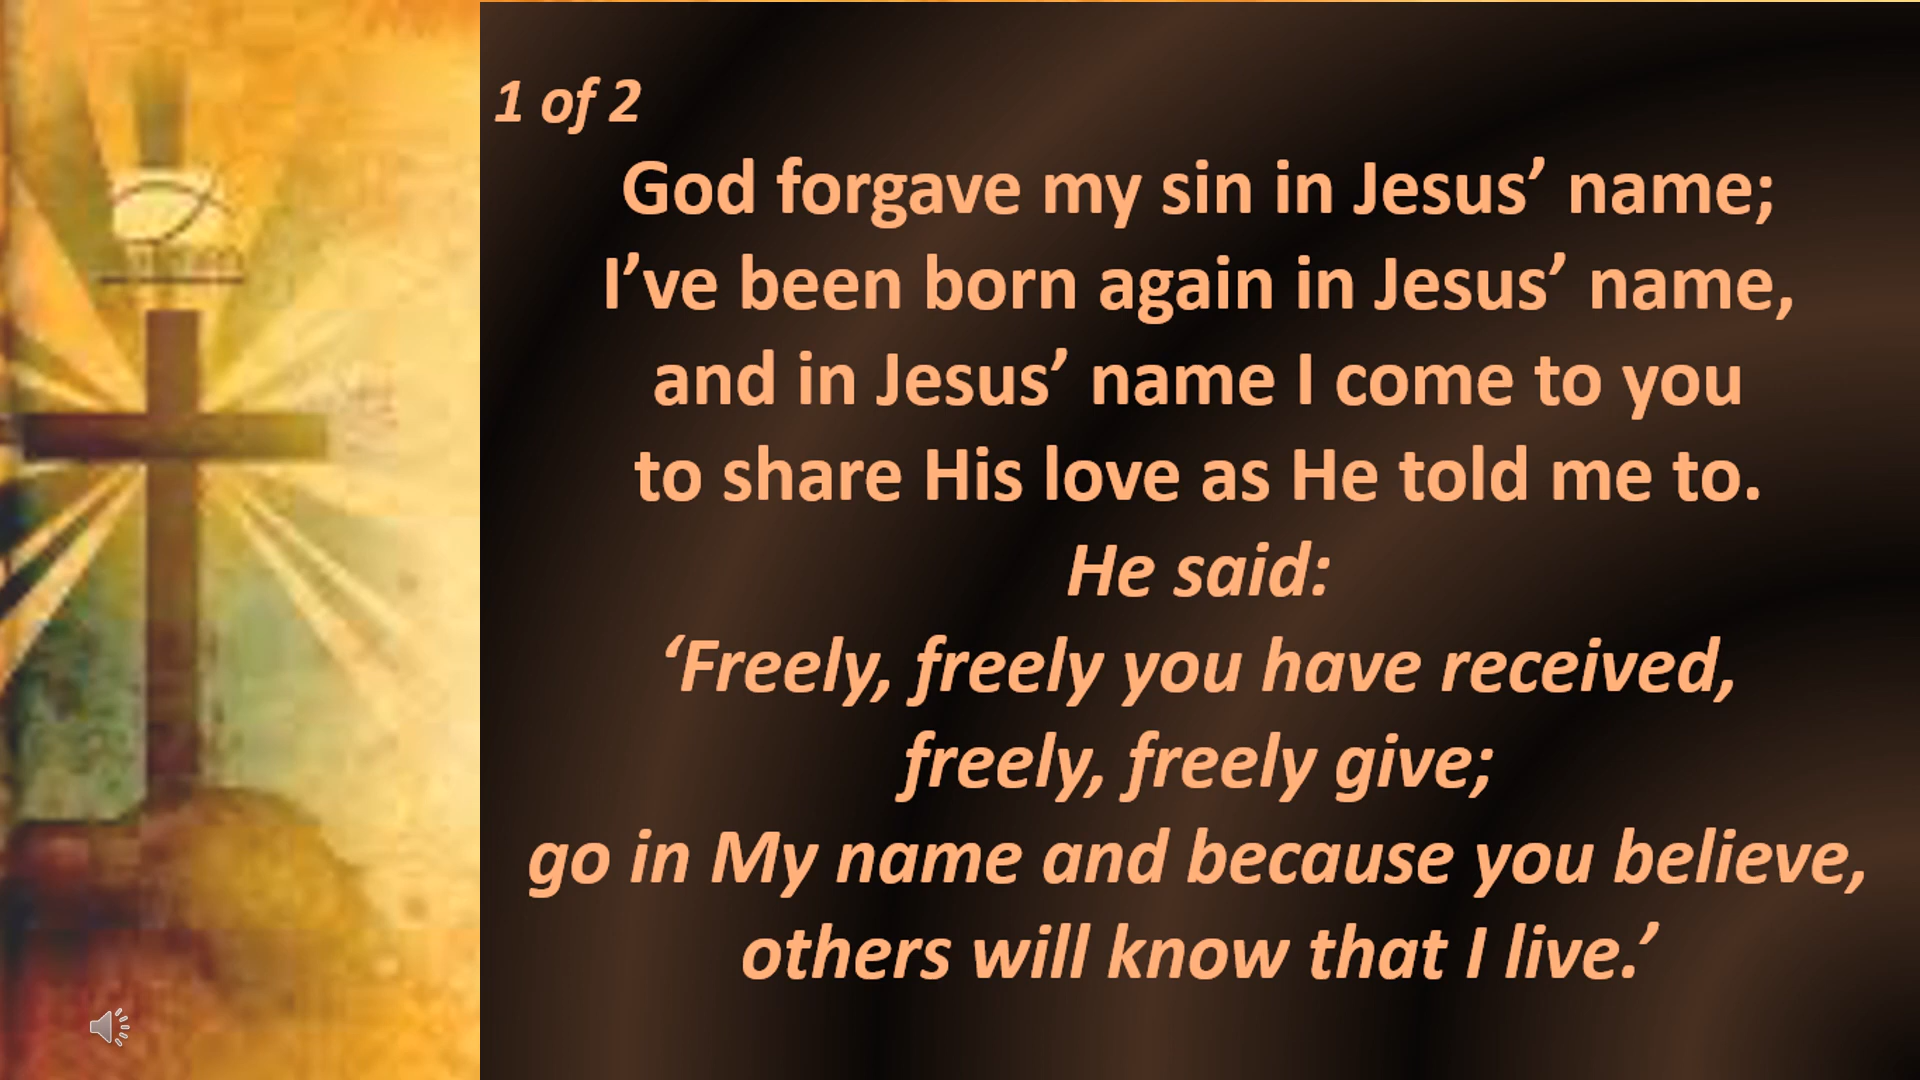 1 of 2
God forgave my sin in Jesus’ name;
I’ve been born again in Jesus’ name,
and in Jesus’ name I come to you
to share His love as He told me to.
He said:
‘Freely, freely you have received,
freely, freely give;
go in My name and because you believe,
others will know that I live.’